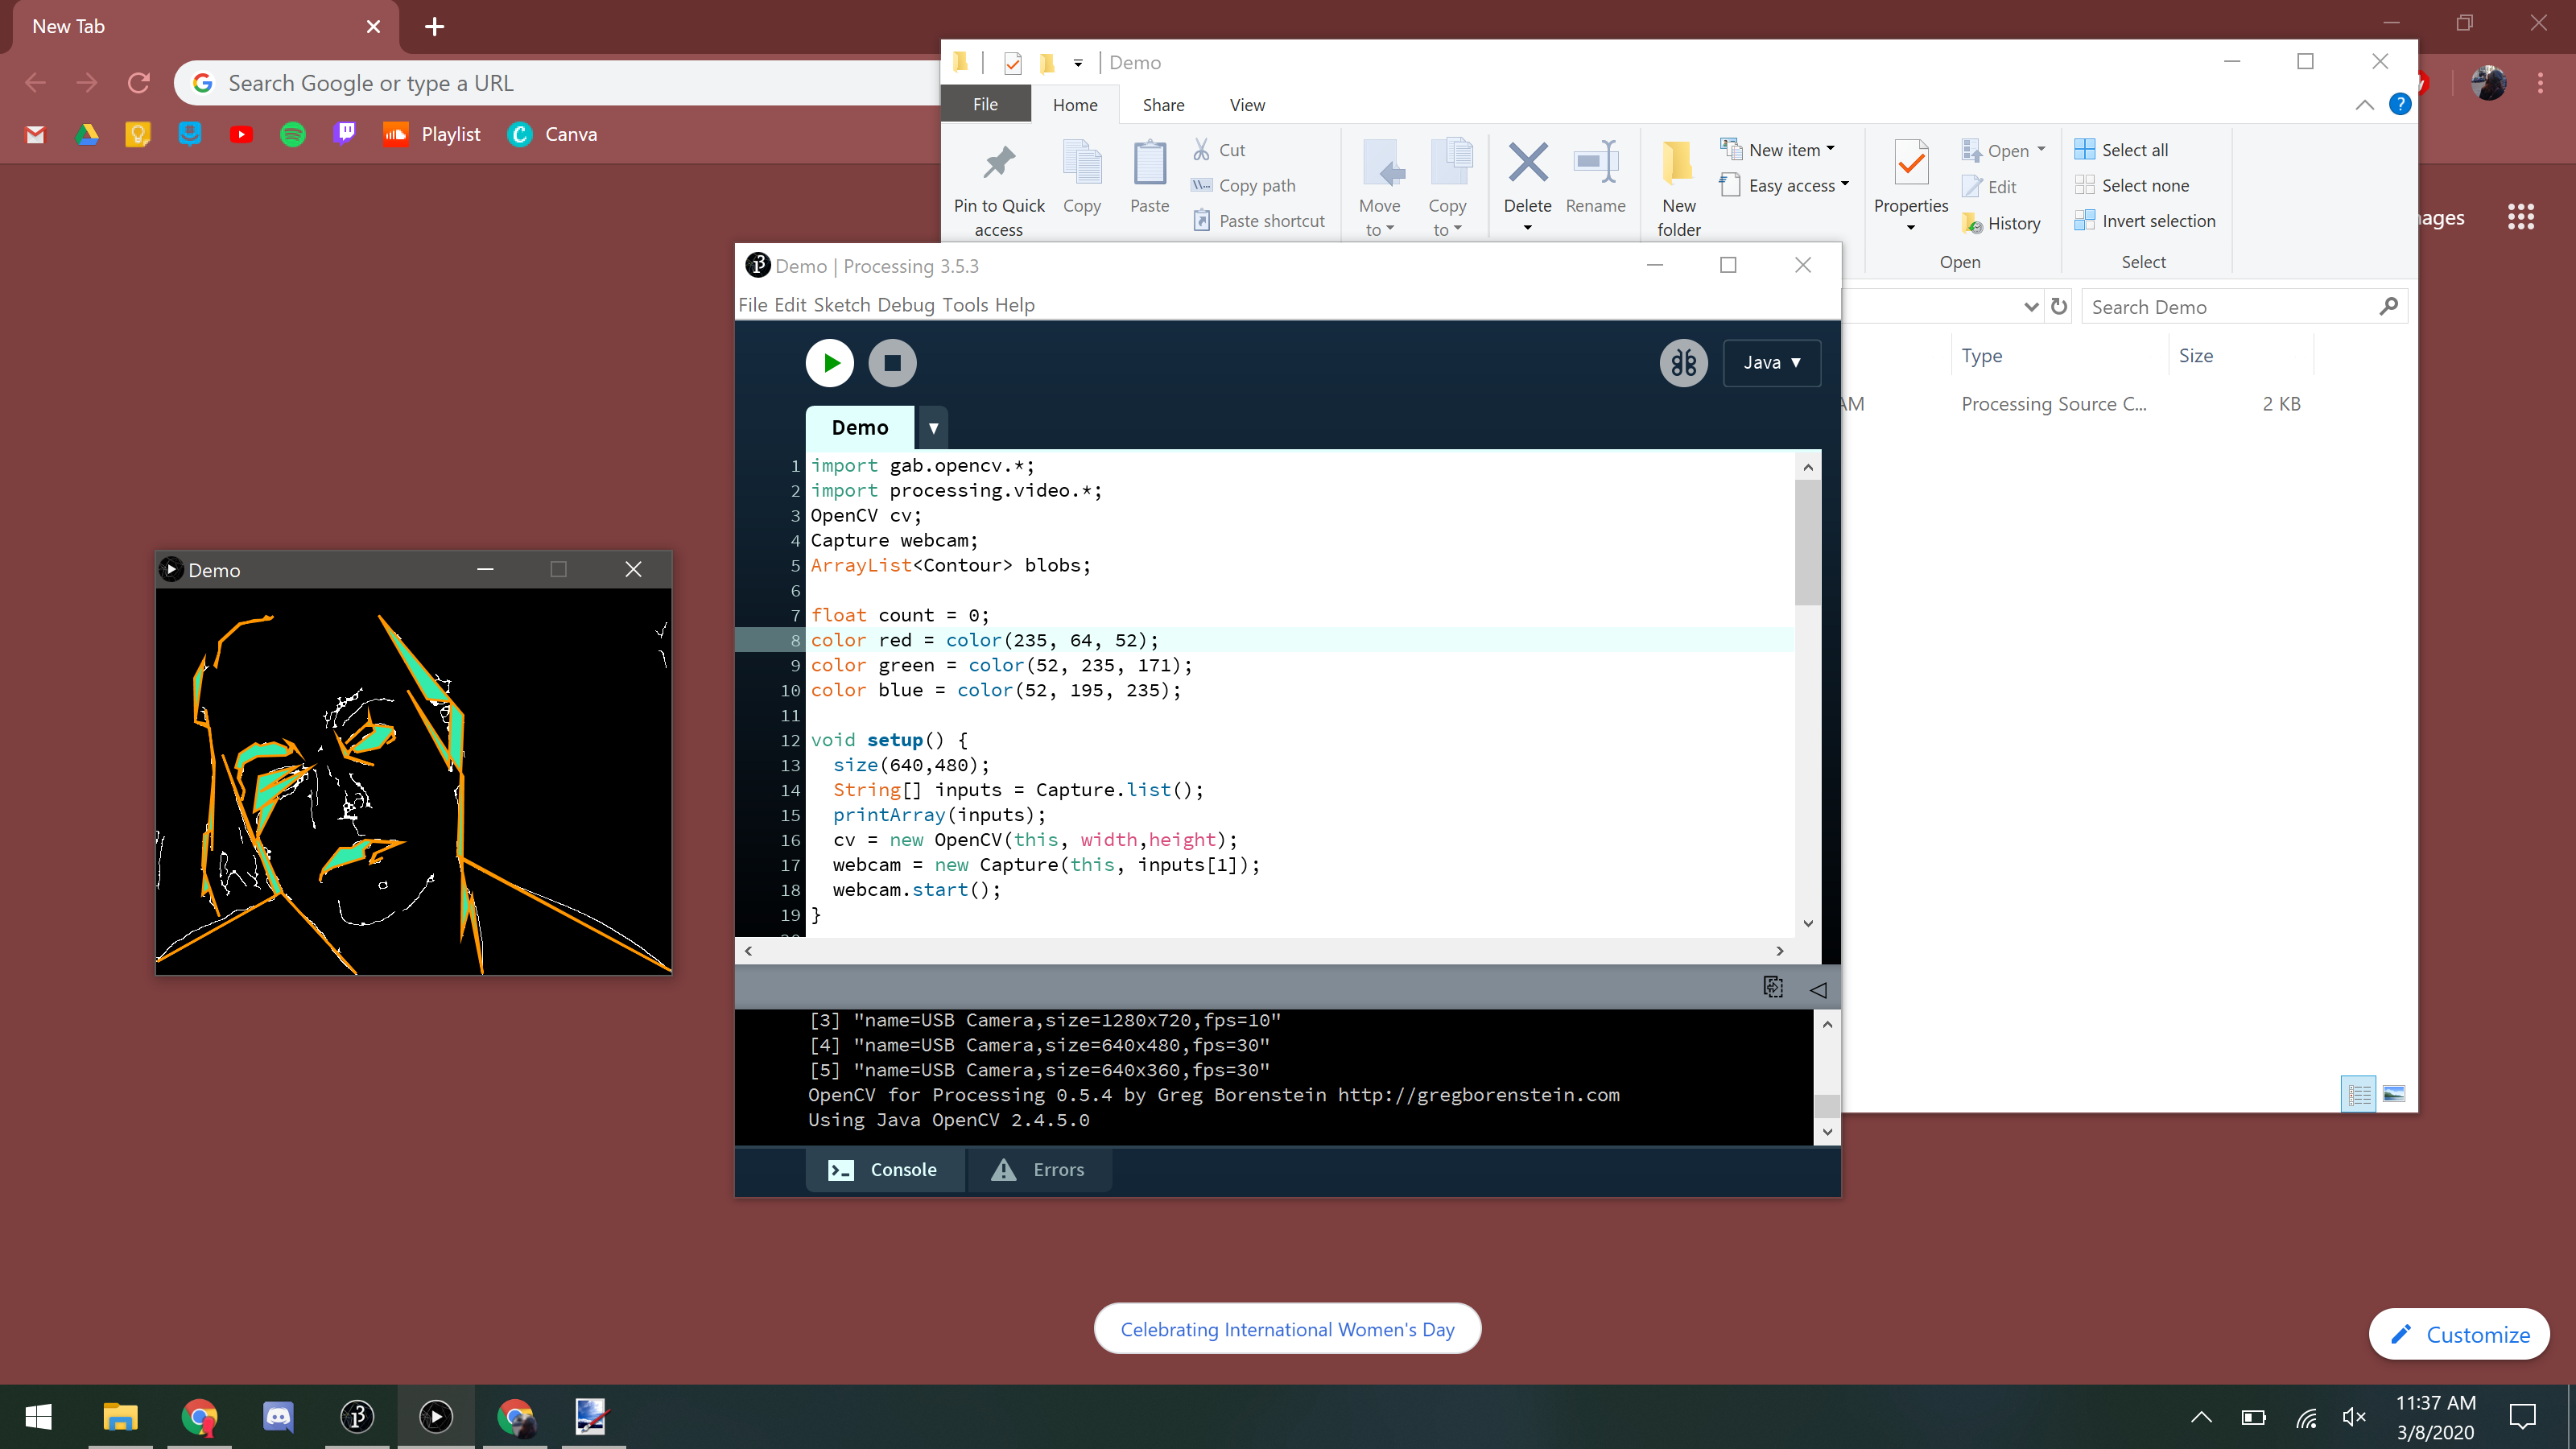 New Tab
Search Google or type a URL
Playlist
Canva
Demo
File
Home
Share
View
Pin to Quick access
Copy
Paste
Cut
Copy path
Paste shortcut
Move to
Copy to
Delete
Rename
New folder
New item
Easy access
Properties
Open
Edit
History
Open
Select all
Select none
Invert selection
Select
ages
Search Demo
Type
Size
AM
Processing Source C...
2 KB
Demo | Processing 3.5.3
File Edit Sketch Debug Tools Help
Java
Demo
1 import gab.opencv.*;
2 import processing.video.*;
3 OpenCV cv;
4 Capture webcam;
5 ArrayList<Contour> blobs;
6
7 float count = 0;
8 color red = color(235, 64, 52);
9 color green = color(52, 235, 171);
10 color blue = color(52, 195, 235);
11
12 void setup() {
13 size(640,480);
14 String[] inputs = Capture.list();
15 printArray(inputs);
16 cv = new OpenCV(this, width,height);
17 webcam = new Capture(this, inputs[1]);
18 webcam.start();
19 }
[3] "name=USB Camera,size=1280x720,fps=10"
[4] "name=USB Camera,size=640x480,fps=30"
[5] "name=USB Camera,size=640x360,fps=30"
OpenCV for Processing 0.5.4 by Greg Borenstein http://gregborenstein.com
Using Java OpenCV 2.4.5.0
Console
Errors
Demo
Celebrating International Women's Day
Customize
11:37 AM
3/8/2020